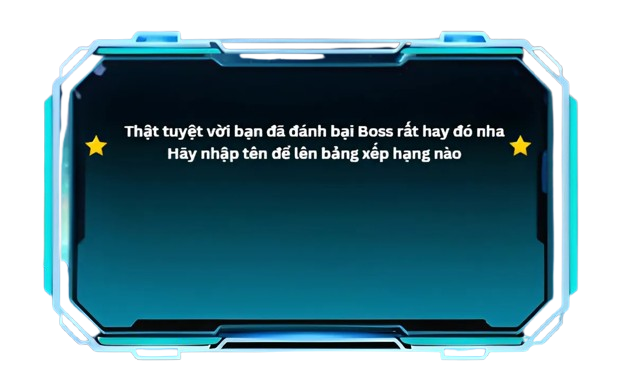 Thật tuyệt vời bạn đã đánh bại Boss rất hay đó nha
Hãy nhập tên để lên bảng xếp hạng nào